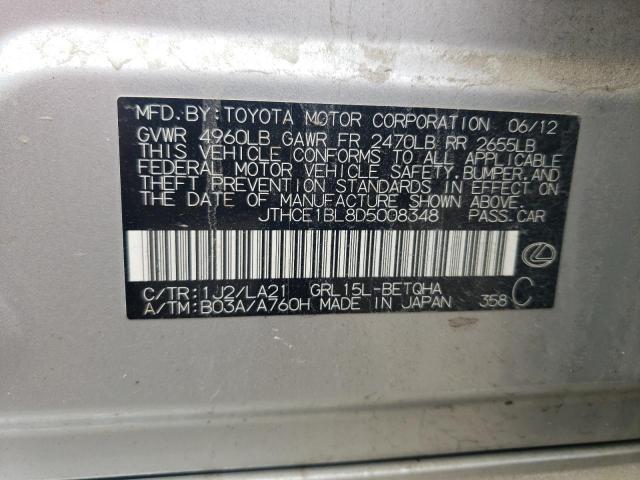 MFD. BY: TOYOTA MOTOR CORPORATION 06/12
GVWR 4960LB GAWR FR 2470LB RR 2655LB
THIS VEHICLE CONFORMS TO ALL APPLICABLE
FEDERAL MOTOR VEHICLE SAFETY, BUMPER, AND
THEFT PREVENTION STANDARDS IN EFFECT ON
THE DATE OF MANUFACTURE SHOWN ABOVE.
JTHCE1BL8D5008348 PASS. CAR
C/TR: 1J2/LA21 GRL15L-BETQHA
A/TM: B03A/A760H MADE IN JAPAN 358 C